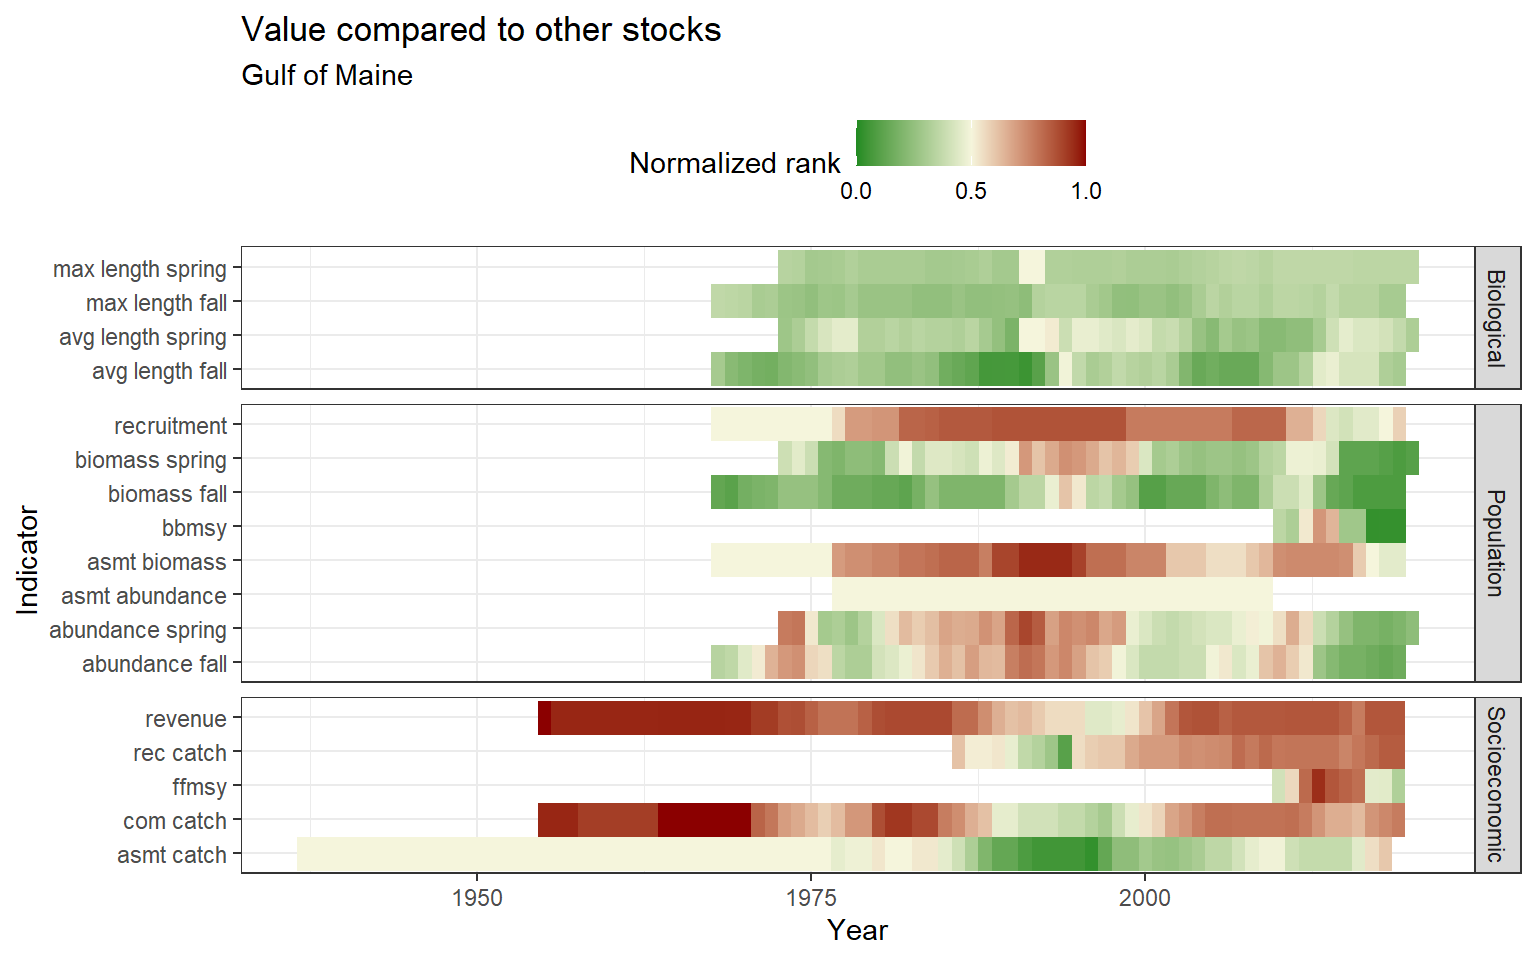 Value compared to other stocks
Gulf of Maine
Normalized rank
0.0 0.5 1.0
Indicator
max length spring
max length fall
avg length spring
avg length fall
Biological
recruitment
biomass spring
biomass fall
bbmsy
asmt biomass
asmt abundance
abundance spring
abundance fall
Population
revenue
rec catch
ffmsy
com catch
asmt catch
Socioeconomic
1950 1975 2000
Year